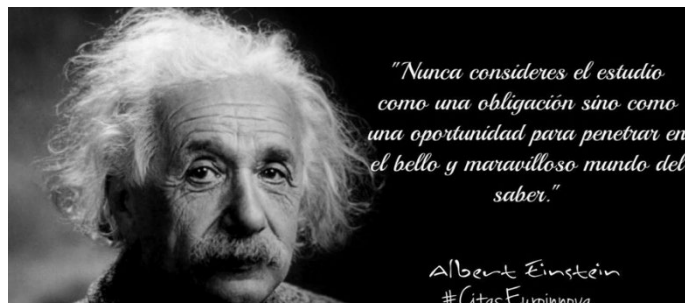 "Nunca consideres el estudio
como una obligación sino como
una oportunidad para penetrar en
el bello y maravilloso mundo del
saber."
Albert Einstein
#CitasEuroinnova